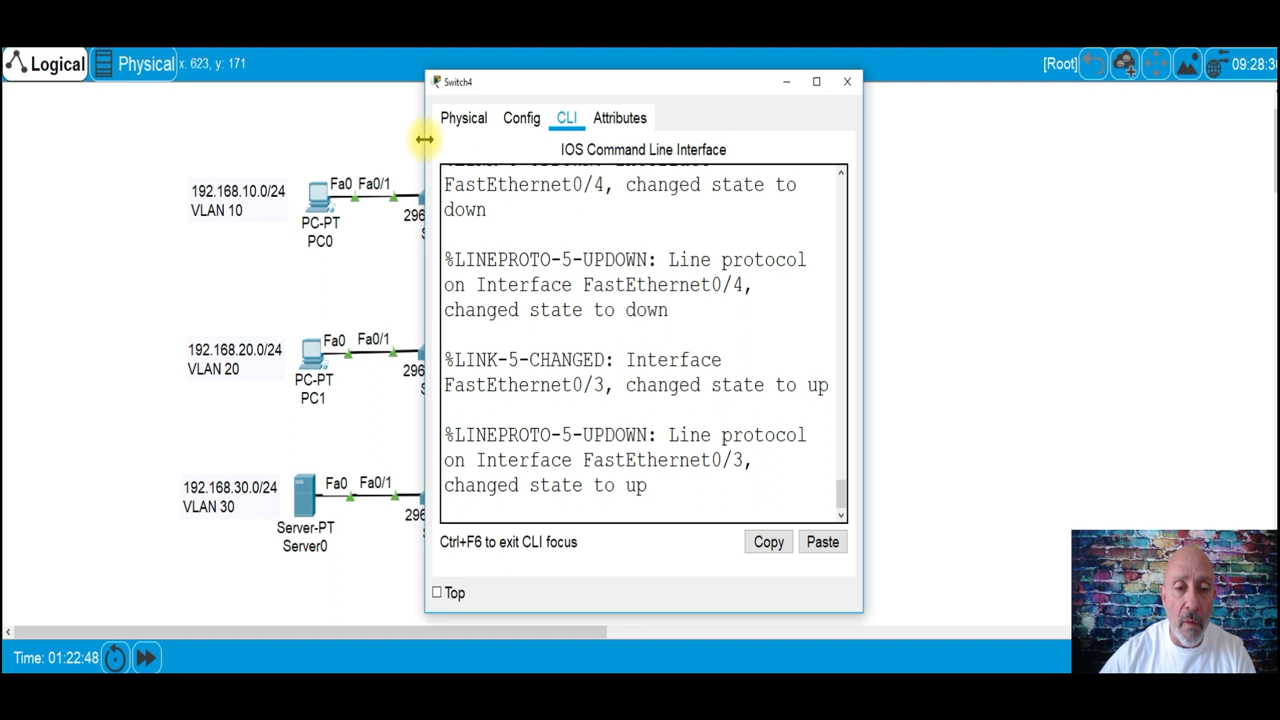 Logical
Physical
x: 623, y: 171
[Root]
09:28:3
Switch4
Physical
Config
CLI
Attributes
IOS Command Line Interface
FastEthernet0/4, changed state to
down
%LINEPROTO-5-UPDOWN: Line protocol
on Interface FastEthernet0/4,
changed state to down
%LINK-5-CHANGED: Interface
FastEthernet0/3, changed state to up
%LINEPROTO-5-UPDOWN: Line protocol
on Interface FastEthernet0/3,
changed state to up
Ctrl+F6 to exit CLI focus
Copy
Paste
Top
192.168.10.0/24
VLAN 10
Fa0
Fa0/1
PC-PT
PC0
296
192.168.20.0/24
VLAN 20
Fa0
Fa0/1
PC-PT
PC1
296
192.168.30.0/24
VLAN 30
Fa0
Fa0/1
Server-PT
Server0
296
Time: 01:22:48